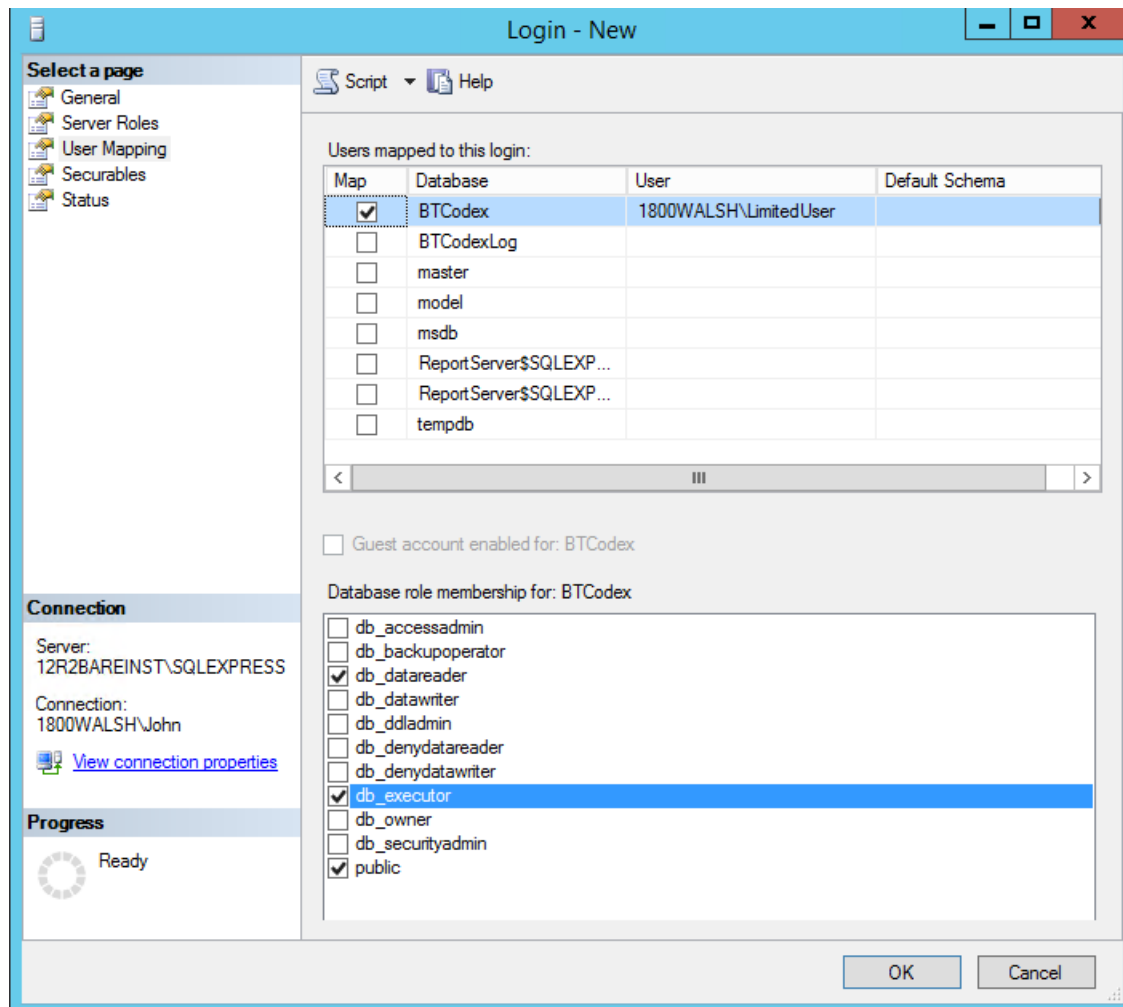 Login - New
Select a page
General
Server Roles
User Mapping
Securables
Status
Script Help
Users mapped to this login:
Map Database User Default Schema
BTCodex 1800WALSH\LimitedUser
BTCodexLog
master
model
msdb
ReportServer$SQLEXP...
ReportServer$SQLEXP...
tempdb
Guest account enabled for: BTCodex
Database role membership for: BTCodex
db_accessadmin
db_backupoperator
db_datareader
db_datawriter
db_ddladmin
db_denydatareader
db_denydatawriter
db_executor
db_owner
db_securityadmin
public
Connection
Server:
12R2BAREINST\SQLEXPRESS
Connection:
1800WALSH\John
View connection properties
Progress
Ready
OK Cancel